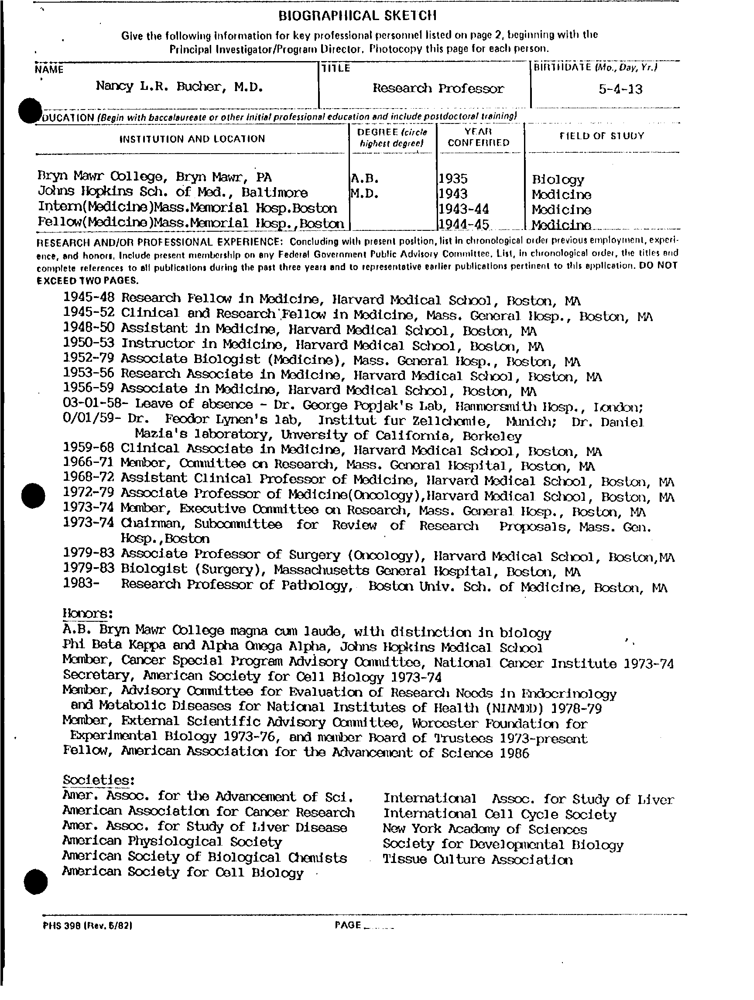 BIOGRAPHICAL SKETCH
Give the following information for key professional personnel listed on page 2, beginning with the
Principal Investigator/Program Director. Photocopy this page for each person.
NAME TITLE BIRTHDATE (Mo., Day, Yr.)
Nancy L.R. Bucher, M.D. Research Professor 5-4-13
DUCATION (Begin with baccalaureate or other initial professional education and include postdoctoral training)
INSTITUTION AND LOCATION DEGREE (circle highest degree) YEAR CONFERRED FIELD OF STUDY
Bryn Mawr College, Bryn Mawr, PA A.B. 1935 Biology
Johns Hopkins Sch. of Med., Baltimore M.D. 1943 Medicine
Intern(Medicine)Mass.Memorial Hosp.Boston 1943-44 Medicine
Fellow(Medicine)Mass.Memorial Hosp.,Boston 1944-45 Medicine
RESEARCH AND/OR PROFESSIONAL EXPERIENCE: Concluding with present position, list in chronological order previous employment, experi-
ence, and honors. Include present membership on any Federal Government Public Advisory Committee. List, in chronological order, the titles and
complete references to all publications during the past three years and to representative earlier publications pertinent to this application. DO NOT
EXCEED TWO PAGES.
1945-48 Research Fellow in Medicine, Harvard Medical School, Boston, MA
1945-52 Clinical and Research Fellow in Medicine, Mass. General Hosp., Boston, MA
1948-50 Assistant in Medicine, Harvard Medical School, Boston, MA
1950-53 Instructor in Medicine, Harvard Medical School, Boston, MA
1952-79 Associate Biologist (Medicine), Mass. General Hosp., Boston, MA
1953-56 Research Associate in Medicine, Harvard Medical School, Boston, MA
1956-59 Associate in Medicine, Harvard Medical School, Boston, MA
03-01-58- Leave of absence - Dr. George Popjak's Lab, Hammersmith Hosp., London;
0/01/59- Dr. Feodor Lynen's lab, Institut fur Zellchemie, Munich; Dr. Daniel
Mazia's laboratory, Unversity of California, Berkeley
1959-68 Clinical Associate in Medicine, Harvard Medical School, Boston, MA
1966-71 Member, Committee on Research, Mass. General Hospital, Boston, MA
1968-72 Assistant Clinical Professor of Medicine, Harvard Medical School, Boston, MA
1972-79 Associate Professor of Medicine(Oncology),Harvard Medical School, Boston, MA
1973-74 Member, Executive Committee on Research, Mass. General Hosp., Boston, MA
1973-74 Chairman, Subcommittee for Review of Research Proposals, Mass. Gen.
Hosp.,Boston
1979-83 Associate Professor of Surgery (Oncology), Harvard Medical School, Boston,MA
1979-83 Biologist (Surgery), Massachusetts General Hospital, Boston, MA
1983- Research Professor of Pathology, Boston Univ. Sch. of Medicine, Boston, MA
Honors:
A.B. Bryn Mawr College magna cum laude, with distinction in biology
Phi Beta Kappa and Alpha Omega Alpha, Johns Hopkins Medical School
Member, Cancer Special Program Advisory Committee, National Cancer Institute 1973-74
Secretary, American Society for Cell Biology 1973-74
Member, Advisory Committee for Evaluation of Research Needs in Endocrinology
and Metabolic Diseases for National Institutes of Health (NIAMDD) 1978-79
Member, External Scientific Advisory Committee, Worcester Foundation for
Experimental Biology 1973-76, and member Board of Trustees 1973-present
Fellow, American Association for the Advancement of Science 1986
Societies:
Amer. Assoc. for the Advancement of Sci. International Assoc. for Study of Liver
American Association for Cancer Research International Cell Cycle Society
Amer. Assoc. for Study of Liver Disease New York Academy of Sciences
American Physiological Society Society for Developmental Biology
American Society of Biological Chemists Tissue Culture Association
American Society for Cell Biology
PHS 398 (Rev. 5/82) PAGE